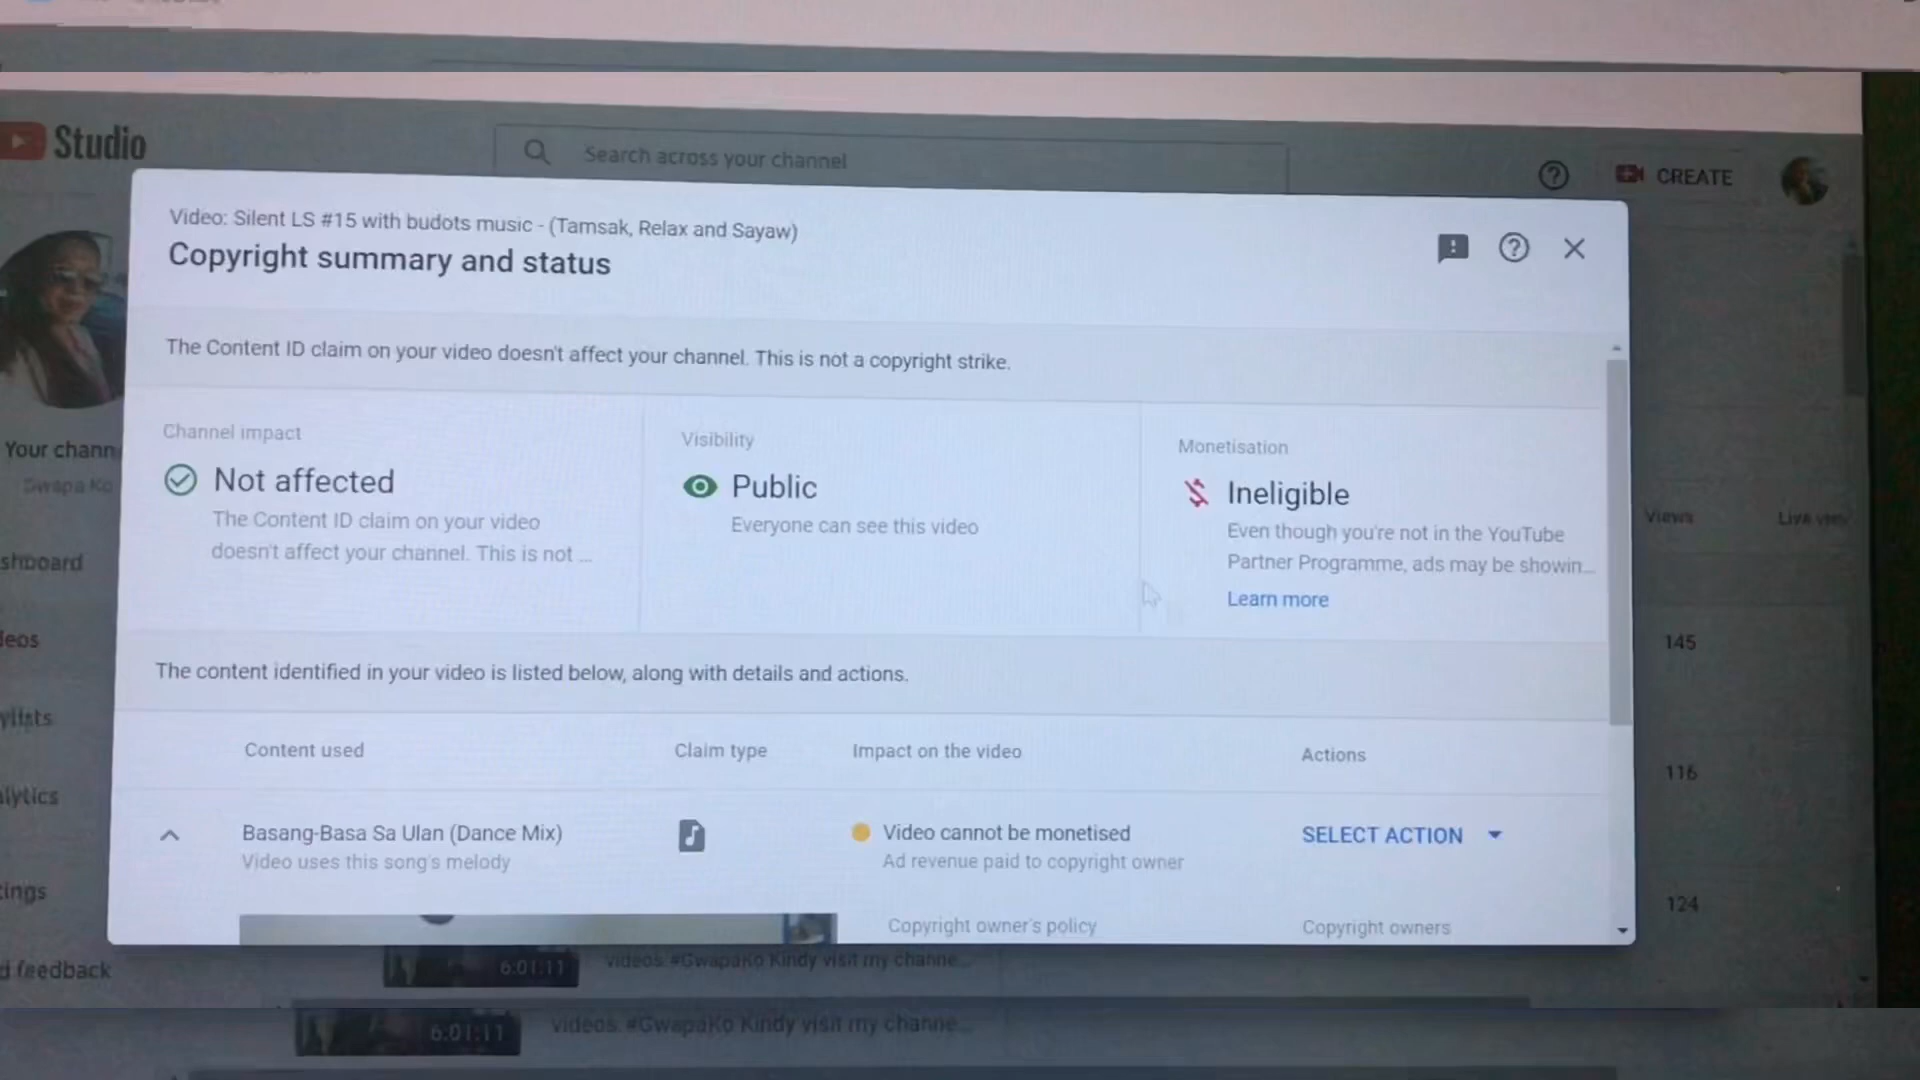 Studio
Search across your channel
CREATE
Video: Silent LS #15 with budots music - (Tamsak, Relax and Sayaw)
Copyright summary and status
The Content ID claim on your video doesn't affect your channel. This is not a copyright strike.
Channel impact
Not affected
The Content ID claim on your video
doesn't affect your channel. This is not ...
Visibility
Public
Everyone can see this video
Monetisation
Ineligible
Even though you're not in the YouTube
Partner Programme, ads may be showin...
Learn more
Your chann
Gwapa Ko
shboard
deos
ylists
alytics
tings
d feedback
Views
Live view
145
116
124
The content identified in your video is listed below, along with details and actions.
Content used
Claim type
Impact on the video
Actions
Basang-Basa Sa Ulan (Dance Mix)
Video uses this song's melody
Video cannot be monetised
Ad revenue paid to copyright owner
SELECT ACTION
Copyright owner's policy
Copyright owners
6:01:11
videos. #GwapaKo Kindy visit my channe...
6:01:11
videos. #GwapaKo Kindy visit my channe...